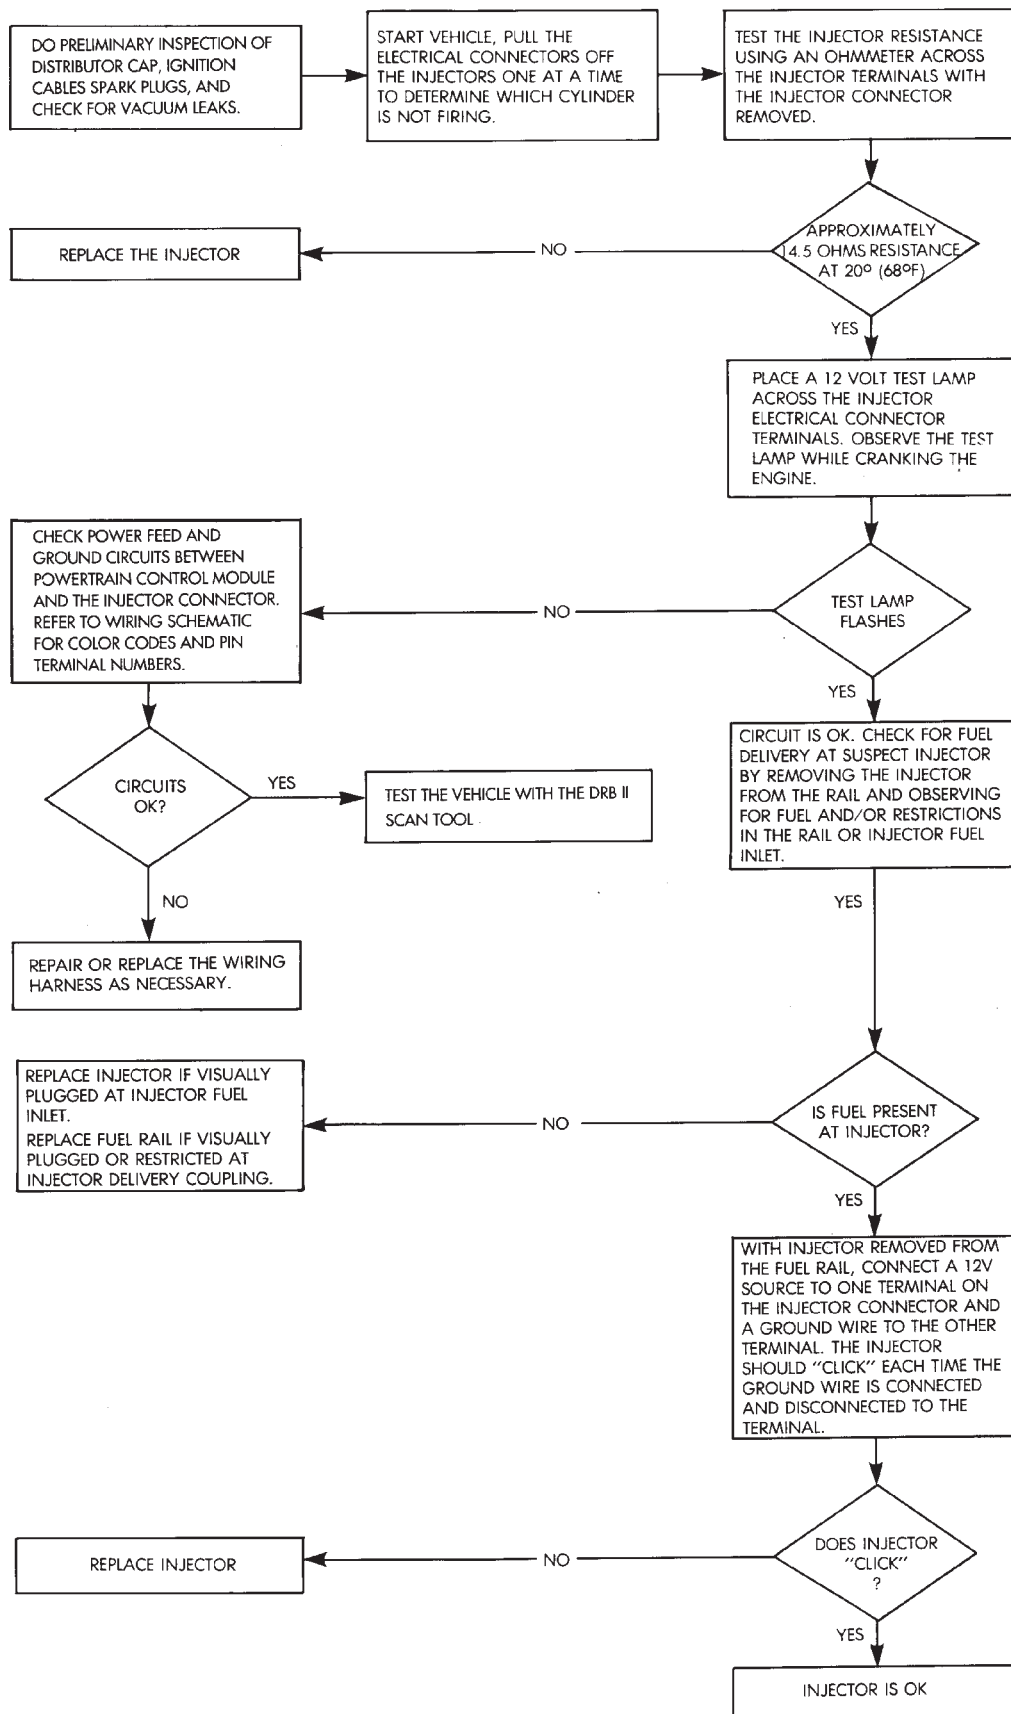 DO PRELIMINARY INSPECTION OF
DISTRIBUTOR CAP, IGNITION
CABLES SPARK PLUGS, AND
CHECK FOR VACUUM LEAKS.
START VEHICLE, PULL THE
ELECTRICAL CONNECTORS OFF
THE INJECTORS ONE AT A TIME
TO DETERMINE WHICH CYLINDER
IS NOT FIRING.
TEST THE INJECTOR RESISTANCE
USING AN OHMMETER ACROSS
THE INJECTOR TERMINALS WITH
THE INJECTOR CONNECTOR
REMOVED.
APPROXIMATELY
14.5 OHMS RESISTANCE
AT 20° (68°F)
NO
REPLACE THE INJECTOR
YES
PLACE A 12 VOLT TEST LAMP
ACROSS THE INJECTOR
ELECTRICAL CONNECTOR
TERMINALS. OBSERVE THE TEST
LAMP WHILE CRANKING THE
ENGINE.
TEST LAMP
FLASHES
NO
CHECK POWER FEED AND
GROUND CIRCUITS BETWEEN
POWERTRAIN CONTROL MODULE
AND THE INJECTOR CONNECTOR.
REFER TO WIRING SCHEMATIC
FOR COLOR CODES AND PIN
TERMINAL NUMBERS.
CIRCUITS
OK?
YES
TEST THE VEHICLE WITH THE DRB II
SCAN TOOL
NO
REPAIR OR REPLACE THE WIRING
HARNESS AS NECESSARY.
YES
CIRCUIT IS OK. CHECK FOR FUEL
DELIVERY AT SUSPECT INJECTOR
BY REMOVING THE INJECTOR
FROM THE RAIL AND OBSERVING
FOR FUEL AND/OR RESTRICTIONS
IN THE RAIL OR INJECTOR FUEL
INLET.
YES
IS FUEL PRESENT
AT INJECTOR?
NO
REPLACE INJECTOR IF VISUALLY
PLUGGED AT INJECTOR FUEL
INLET.
REPLACE FUEL RAIL IF VISUALLY
PLUGGED OR RESTRICTED AT
INJECTOR DELIVERY COUPLING.
YES
WITH INJECTOR REMOVED FROM
THE FUEL RAIL, CONNECT A 12V
SOURCE TO ONE TERMINAL ON
THE INJECTOR CONNECTOR AND
A GROUND WIRE TO THE OTHER
TERMINAL. THE INJECTOR
SHOULD "CLICK" EACH TIME THE
GROUND WIRE IS CONNECTED
AND DISCONNECTED TO THE
TERMINAL.
DOES INJECTOR
"CLICK"
?
NO
REPLACE INJECTOR
YES
INJECTOR IS OK